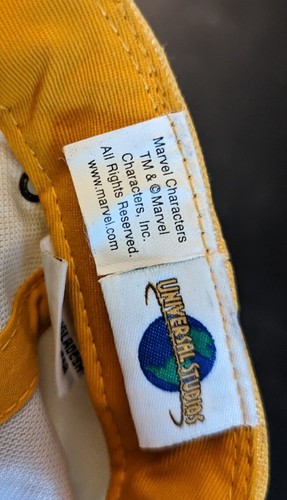 Marvel Characters
TM & © Marvel
Characters, Inc.
All Rights Reserved.
www.marvel.com
UNIVERSAL STUDIOS